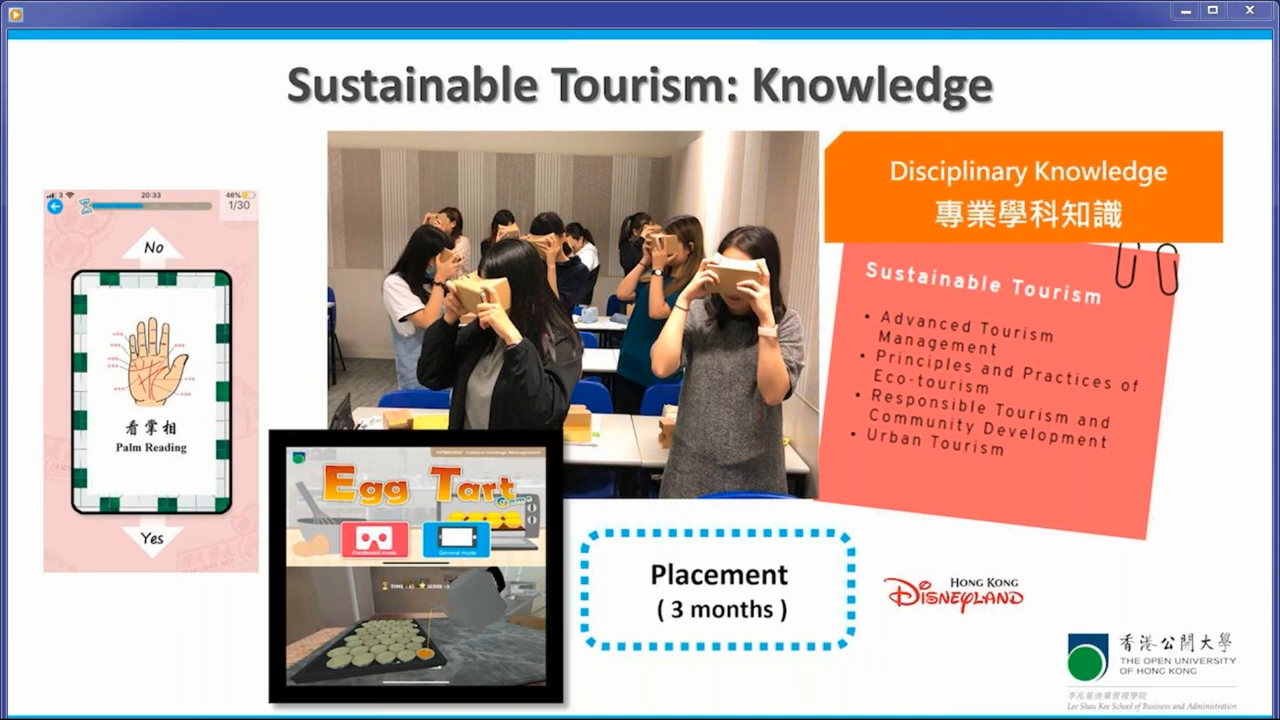 Sustainable Tourism: Knowledge
3
20:33
46%
1/30
No
看掌相
Palm Reading
Yes
Egg Tart
Game
Cardboard mode
General mode
Disciplinary Knowledge
專業學科知識
Sustainable Tourism
• Advanced Tourism
Management
• Principles and Practices of
Eco-tourism
• Responsible Tourism and
Community Development
• Urban Tourism
Placement
( 3 months )
HONG KONG
DISNEYLAND
香港公開大學
THE OPEN UNIVERSITY
OF HONG KONG
李兆基商業管理學院
Lee Shau Kee School of Business and Administration